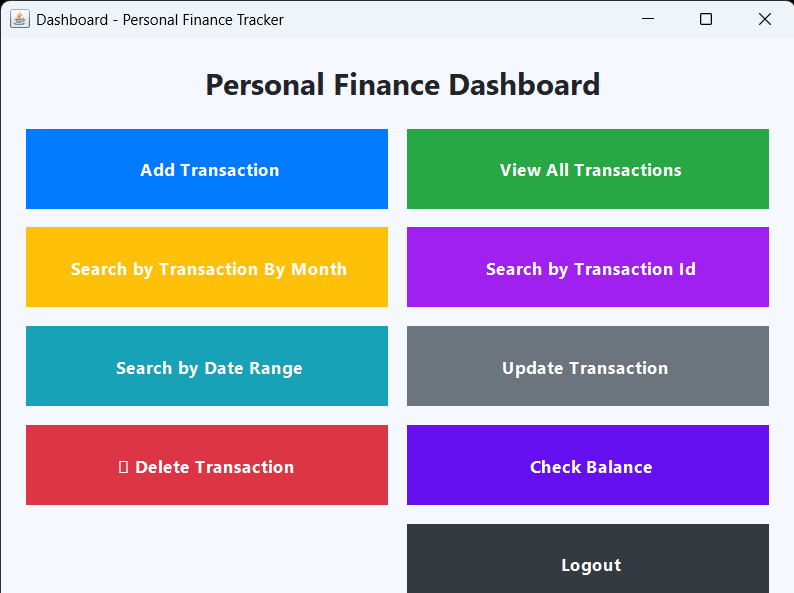 Dashboard - Personal Finance Tracker
Personal Finance Dashboard
Add Transaction
View All Transactions
Search by Transaction By Month
Search by Transaction Id
Search by Date Range
Update Transaction
Delete Transaction
Check Balance
Logout